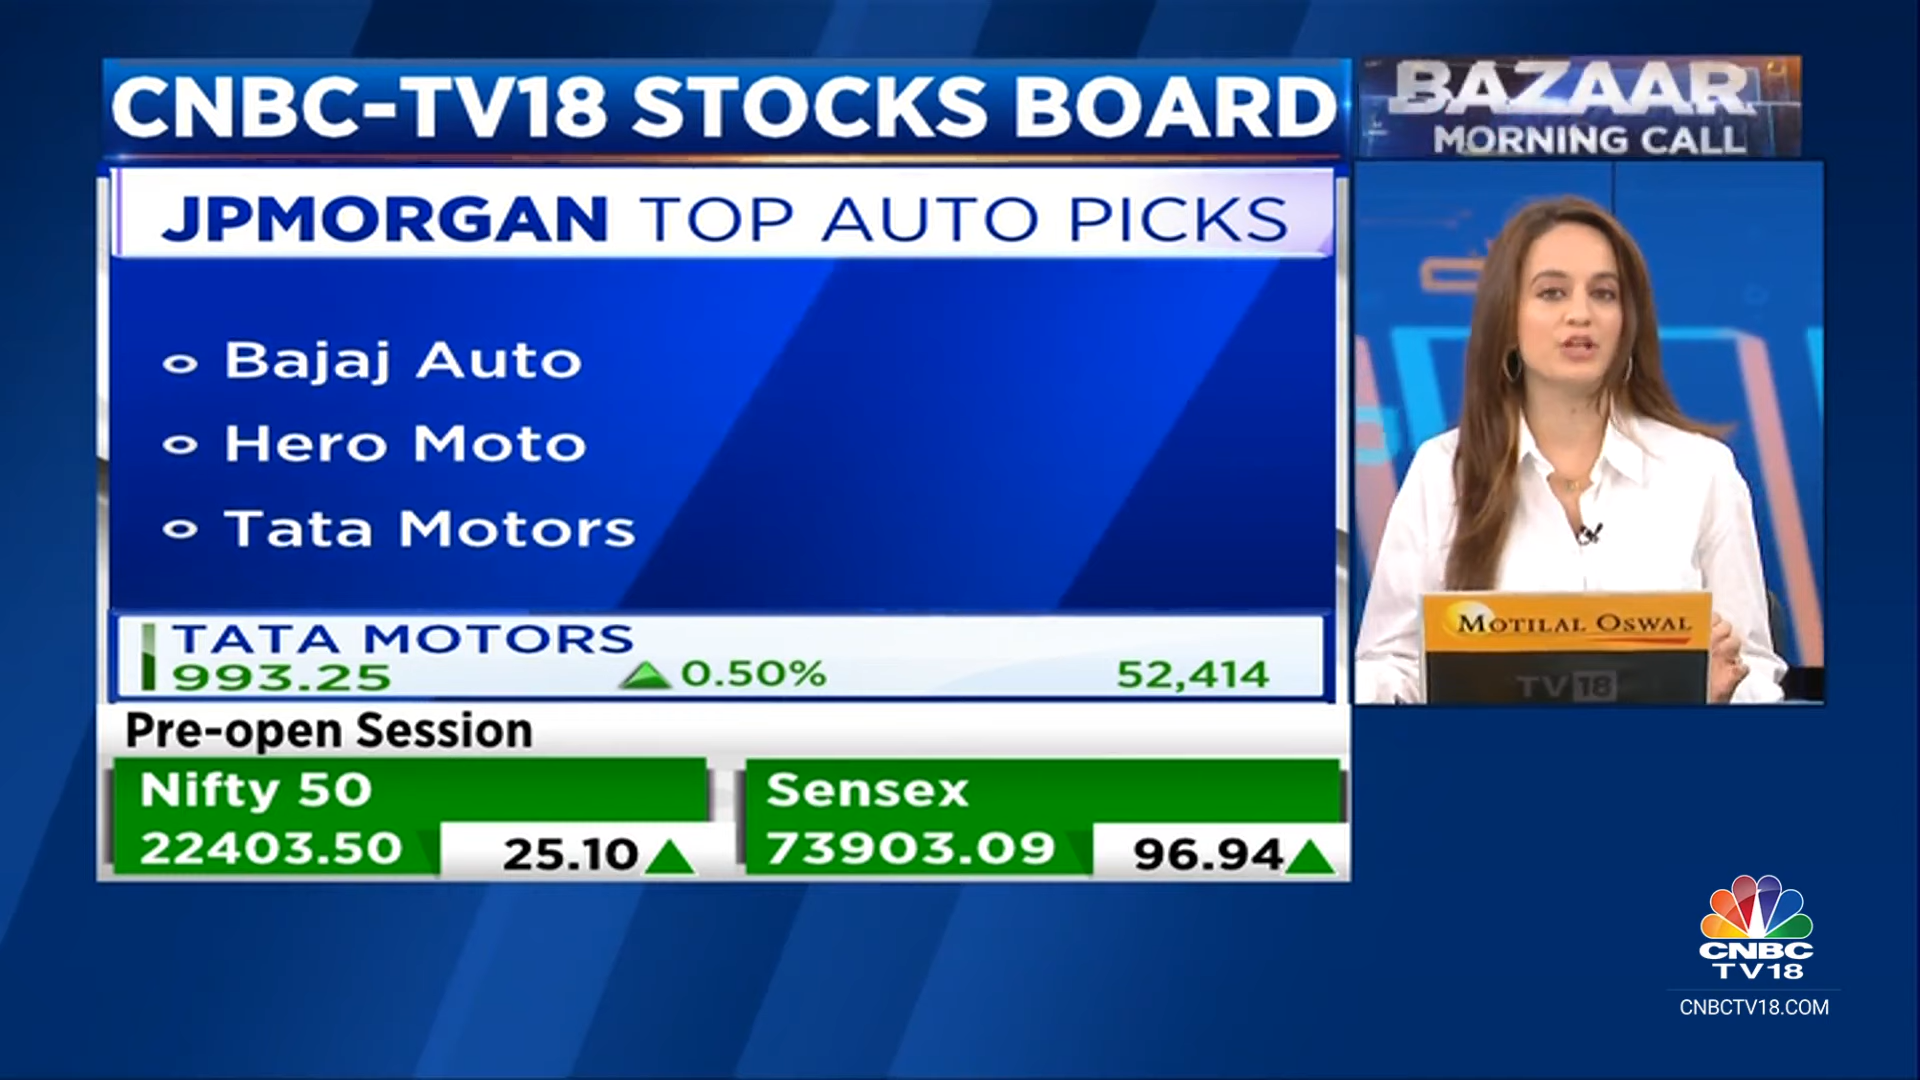 CNBC-TV18 STOCKS BOARD
BAZAAR
MORNING CALL
JPMORGAN TOP AUTO PICKS
Bajaj Auto
Hero Moto
Tata Motors
TATA MOTORS
993.25 0.50% 52,414
MOTILAL OSWAL
TV18
Pre-open Session
Nifty 50
22403.50 25.10
Sensex
73903.09 96.94
CNBC
TV18
CNBCTV18.COM